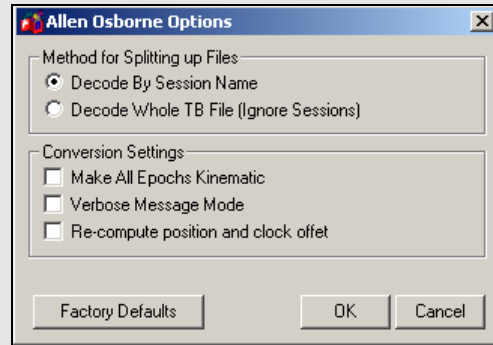 Allen Osborne Options
Method for Splitting up Files
Decode By Session Name
Decode Whole TB File (Ignore Sessions)
Conversion Settings
Make All Epochs Kinematic
Verbose Message Mode
Re-compute position and clock offet
Factory Defaults OK Cancel